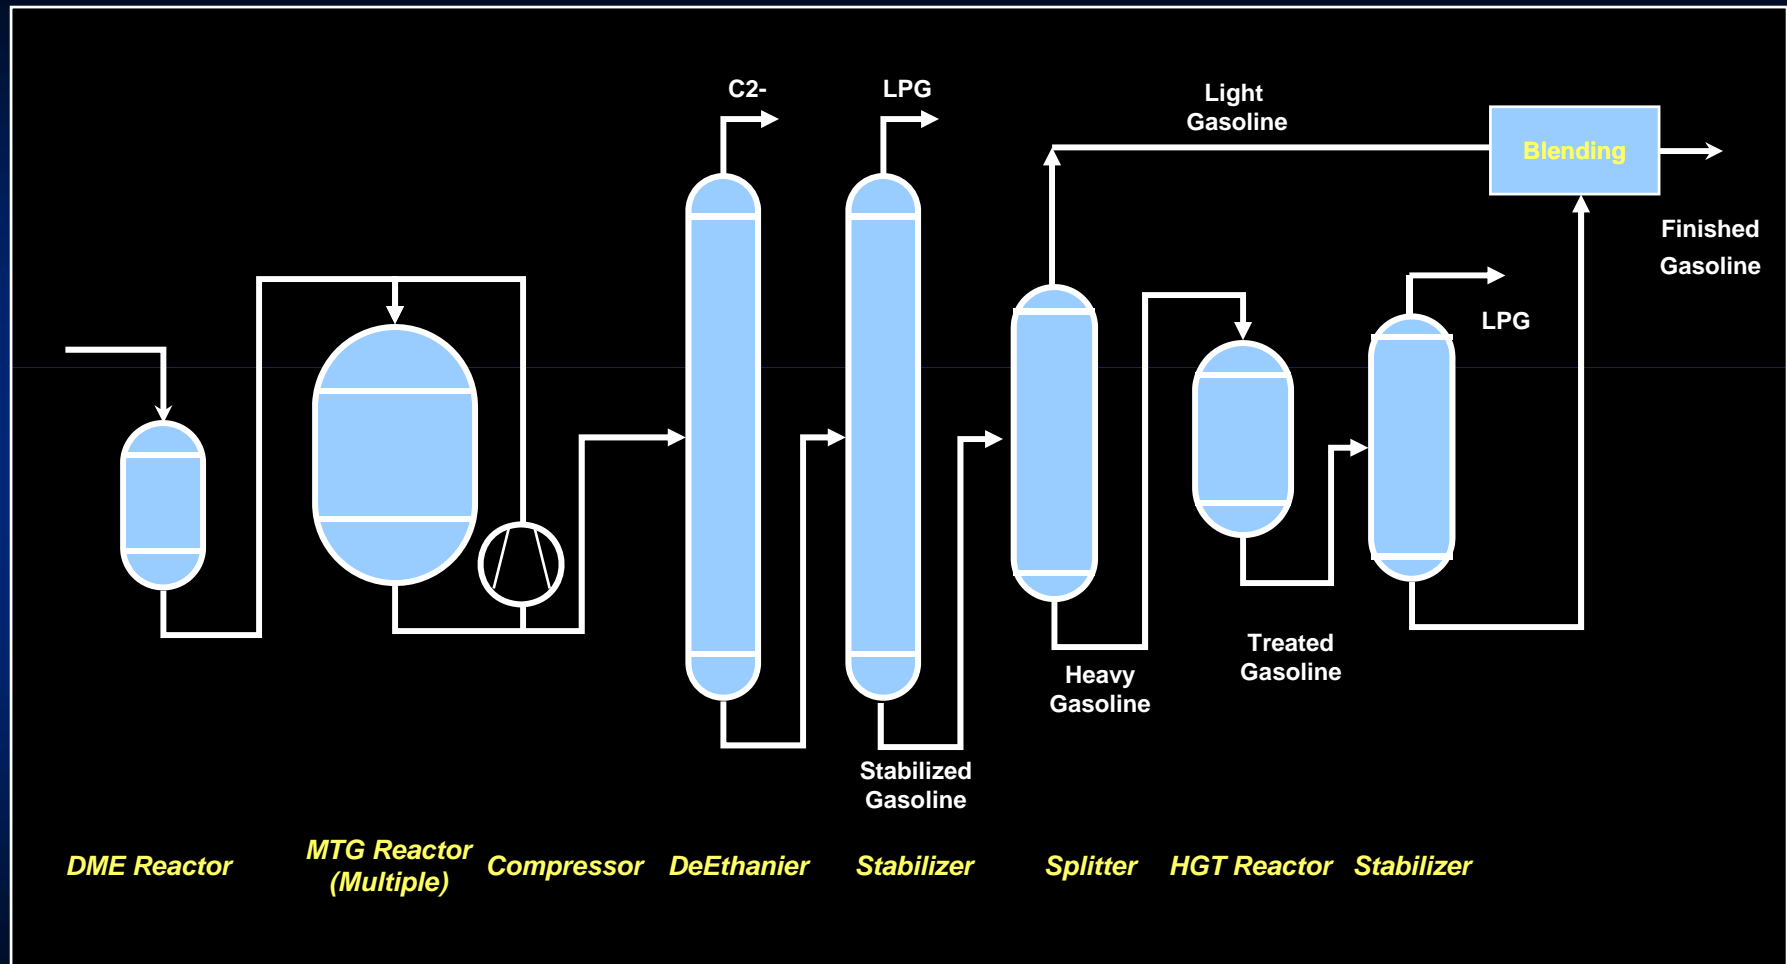 C2-
LPG
Light
Gasoline
Blending
Finished
Gasoline
LPG
Treated
Gasoline
Heavy
Gasoline
Stabilized
Gasoline
DME Reactor
MTG Reactor
(Multiple)
Compressor
DeEthanier
Stabilizer
Splitter
HGT Reactor
Stabilizer